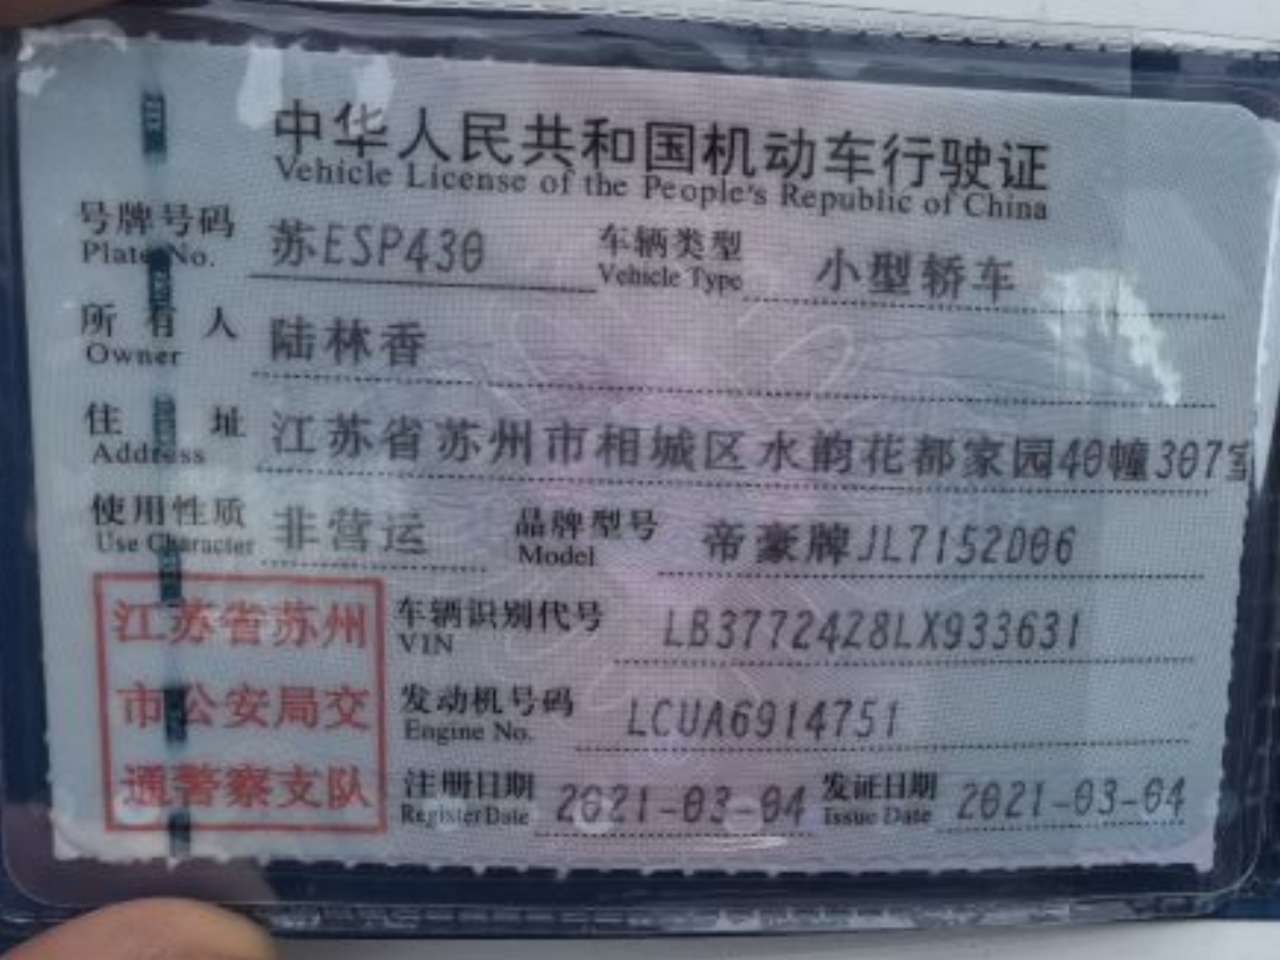 中华人民共和国机动车行驶证
Vehicle License of the People's Republic of China
号牌号码 苏ESP430 车辆类型 小型轿车
Plate No. Vehicle Type
所有人 陆林香
Owner
住址 江苏省苏州市相城区水韵花都家园40幢307室
Address
使用性质 非营运 品牌型号 帝豪牌JL7152D06
Use Character Model
江苏省苏州
市公安局交
通警察支队
车辆识别代号 LB37724Z8LX933631
VIN
发动机号码 LCUA6914751
Engine No.
注册日期 2021-03-04 发证日期 2021-03-04
Register Date Issue Date